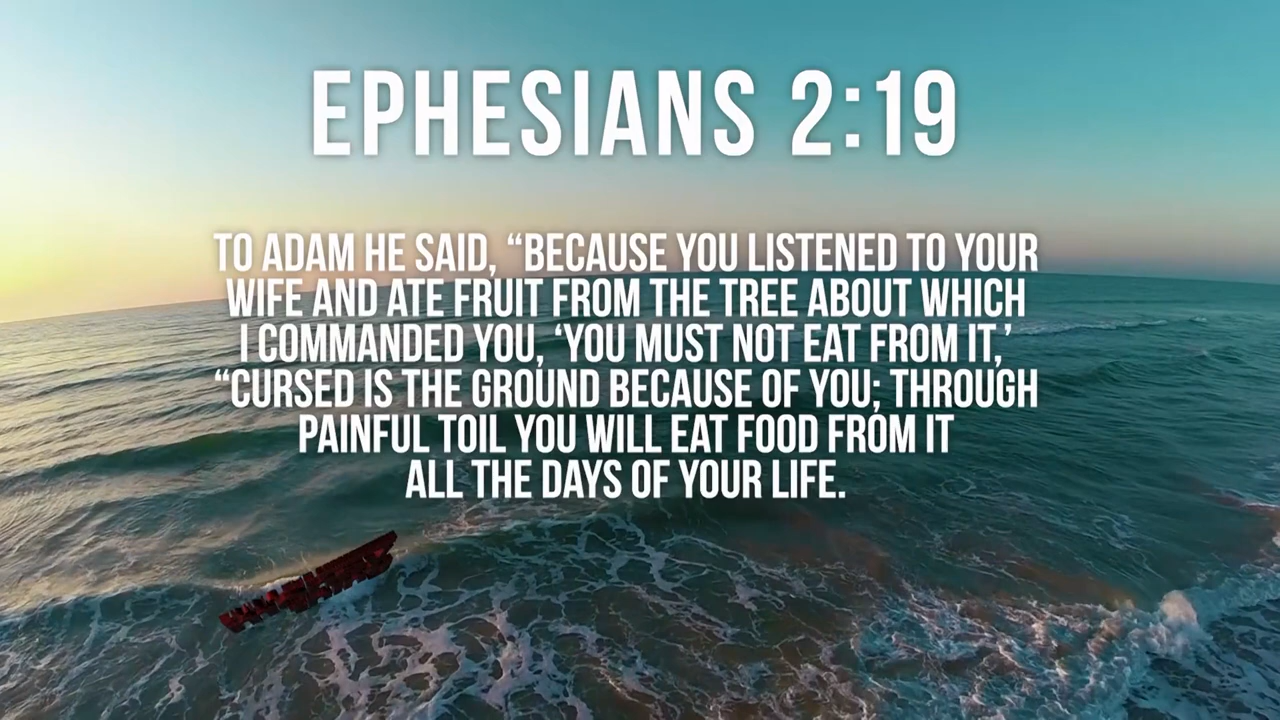 EPHESIANS 2:19
TO ADAM HE SAID, “BECAUSE YOU LISTENED TO YOUR
WIFE AND ATE FRUIT FROM THE TREE ABOUT WHICH
I COMMANDED YOU, ‘YOU MUST NOT EAT FROM IT,’
“CURSED IS THE GROUND BECAUSE OF YOU; THROUGH
PAINFUL TOIL YOU WILL EAT FOOD FROM IT
ALL THE DAYS OF YOUR LIFE.